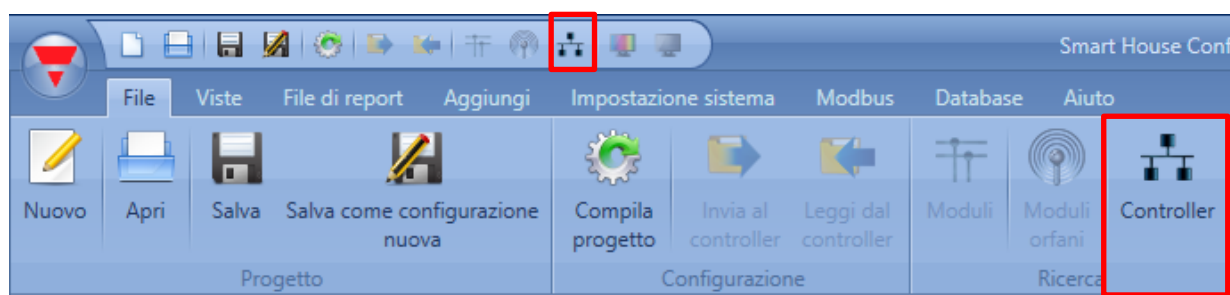 Smart House Conf
File Viste File di report Aggiungi Impostazione sistema Modbus Database Aiuto
Nuovo Apri Salva Salva come configurazione nuova Compila progetto Invia al controller Leggi dal controller Moduli Moduli orfani Controller
Progetto Configurazione Ricerca